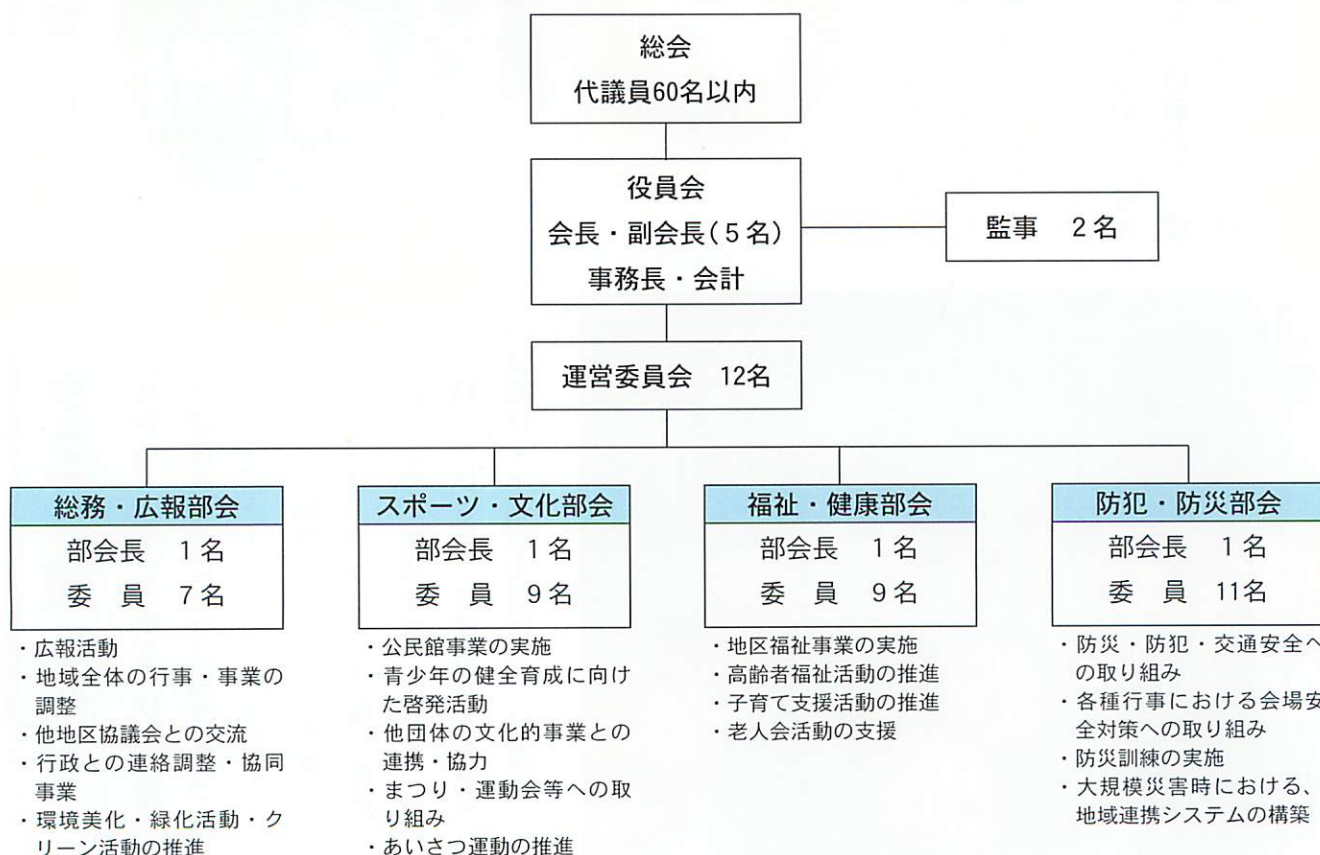 総会
代議員60名以内
役員会
会長・副会長(5名)
事務長・会計
監事 2名
運営委員会 12名
総務・広報部会
部会長 1名
委 員 7名
・広報活動
・地域全体の行事・事業の
調整
・他地区協議会との交流
・行政との連絡調整・協同
事業
・環境美化・緑化活動・ク
リーン活動の推進
スポーツ・文化部会
部会長 1名
委 員 9名
・公民館事業の実施
・青少年の健全育成に向け
た啓発活動
・他団体の文化的事業との
連携・協力
・まつり・運動会等への取
り組み
・あいさつ運動の推進
福祉・健康部会
部会長 1名
委 員 9名
・地区福祉事業の実施
・高齢者福祉活動の推進
・子育て支援活動の推進
・老人会活動の支援
防犯・防災部会
部会長 1名
委 員 11名
・防災・防犯・交通安全へ
の取り組み
・各種行事における会場安
全対策への取り組み
・防災訓練の実施
・大規模災害時における、
地域連携システムの構築